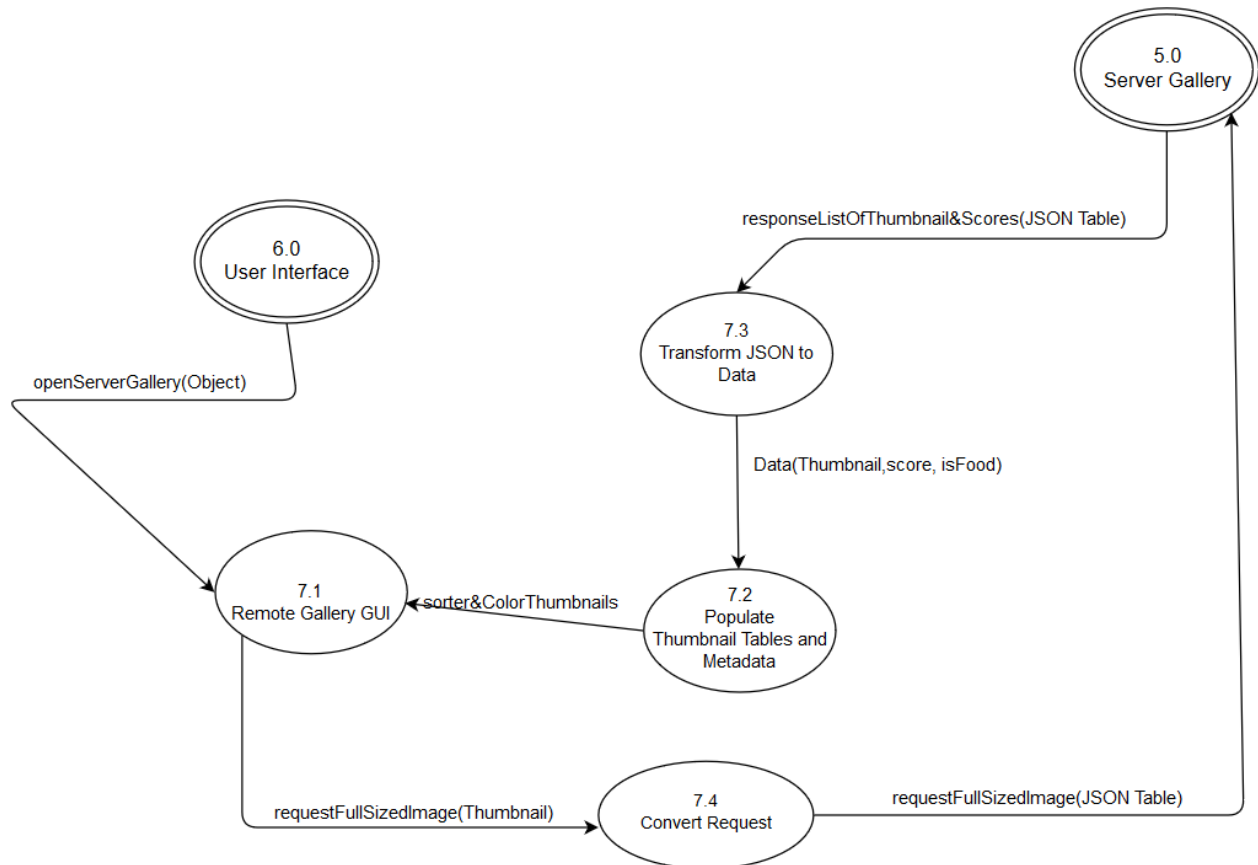 5.0
Server Gallery
responseListOfThumbnail&Scores(JSON Table)
6.0
User Interface
7.3
Transform JSON to
Data
openServerGallery(Object)
Data(Thumbnail,score, isFood)
7.1
Remote Gallery GUI
sorter&ColorThumbnails
7.2
Populate
Thumbnail Tables and
Metadata
requestFullSizedImage(Thumbnail)
7.4
Convert Request
requestFullSizedImage(JSON Table)